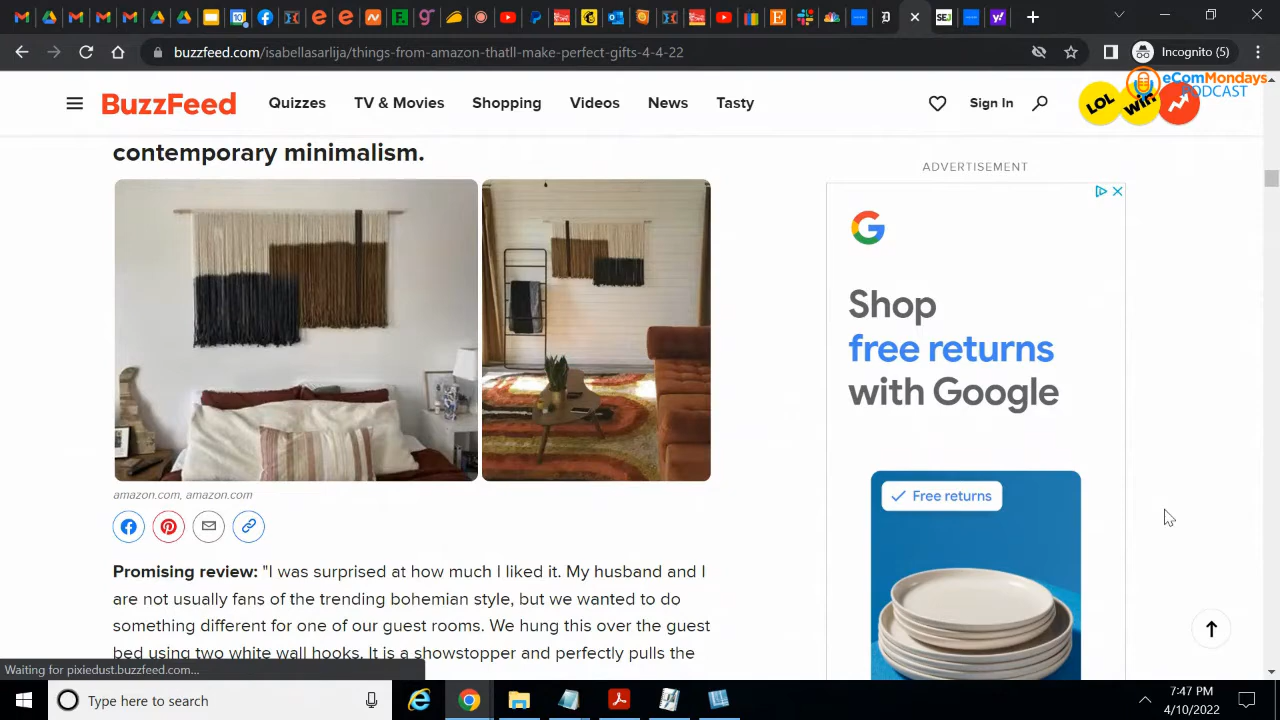 buzzfeed.com/isabellasarlija/things-from-amazon-thatll-make-perfect-gifts-4-4-22
Incognito (5)
eComMondays
PODCAST
BuzzFeed
Quizzes
TV & Movies
Shopping
Videos
News
Tasty
Sign In
LOL
win
contemporary minimalism.
ADVERTISEMENT
G
Shop
free returns
with Google
Free returns
amazon.com, amazon.com
Promising review: "I was surprised at how much I liked it. My husband and I
are not usually fans of the trending bohemian style, but we wanted to do
something different for one of our guest rooms. We hung this over the guest
bed using two white wall hooks. It is a showstopper and perfectly pulls the
Waiting for pixiedust.buzzfeed.com...
Type here to search
7:47 PM
4/10/2022